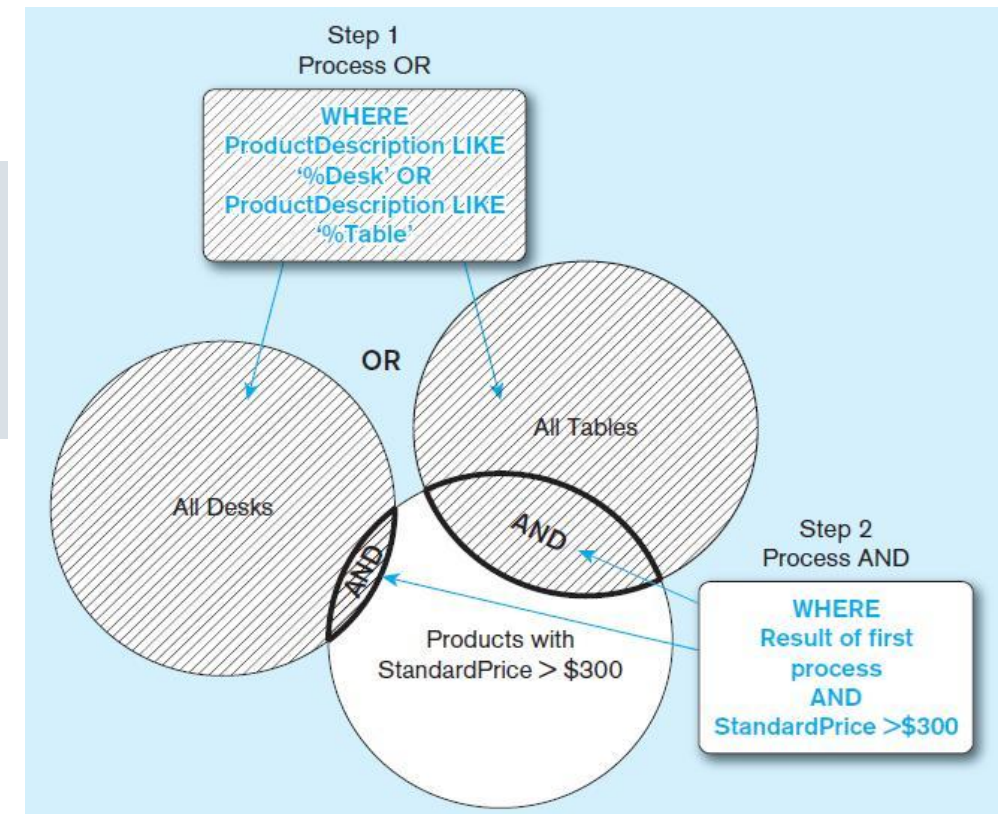 Step 1
Process OR
WHERE
ProductDescription LIKE
‘%Desk’ OR
ProductDescription LIKE
‘%Table’
OR
All Tables
All Desks
AND
AND
Step 2
Process AND
WHERE
Result of first
process
AND
StandardPrice >$300
Products with
StandardPrice > $300